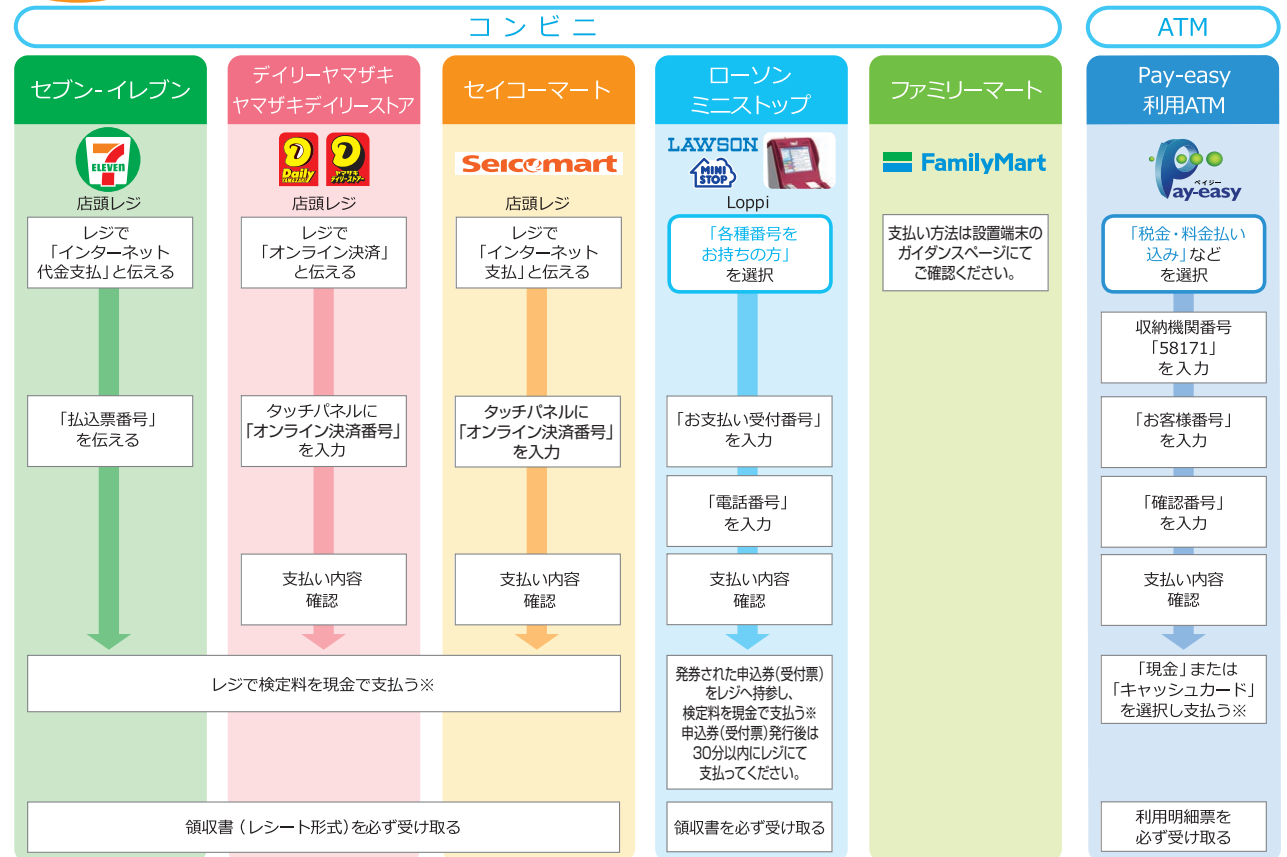 コンビニ
ATM
セブン-イレブン
ELEVEN
店頭レジ
レジで
「インターネット
代金支払」と伝える
「払込票番号」
を伝える
デイリーヤマザキ
ヤマザキデイリーストア
Daily
YAMAZAKI
ヤマザキ
デイリーストアー
店頭レジ
レジで
「オンライン決済」
と伝える
タッチパネルに
「オンライン決済番号」
を入力
支払い内容
確認
セイコーマート
Seicomart
店頭レジ
レジで
「インターネット
支払」と伝える
タッチパネルに
「オンライン決済番号」
を入力
支払い内容
確認
レジで検定料を現金で支払う※
領収書（レシート形式）を必ず受け取る
ローソン
ミニストップ
LAWSON
MINI
STOP
Loppi
「各種番号を
お持ちの方」
を選択
「お支払い受付番号」
を入力
「電話番号」
を入力
支払い内容
確認
発券された申込券(受付票)
をレジへ持参し、
検定料を現金で支払う※
申込券(受付票)発行後は
30分以内にレジにて
支払ってください。
領収書を必ず受け取る
ファミリーマート
FamilyMart
支払い方法は設置端末の
ガイダンスページにて
ご確認ください。
Pay-easy
利用ATM
ペイジー
Pay-easy
「税金・料金払い
込み」など
を選択
収納機関番号
「58171」
を入力
「お客様番号」
を入力
「確認番号」
を入力
支払い内容
確認
「現金」または
「キャッシュカード」
を選択し支払う※
利用明細票を
必ず受け取る